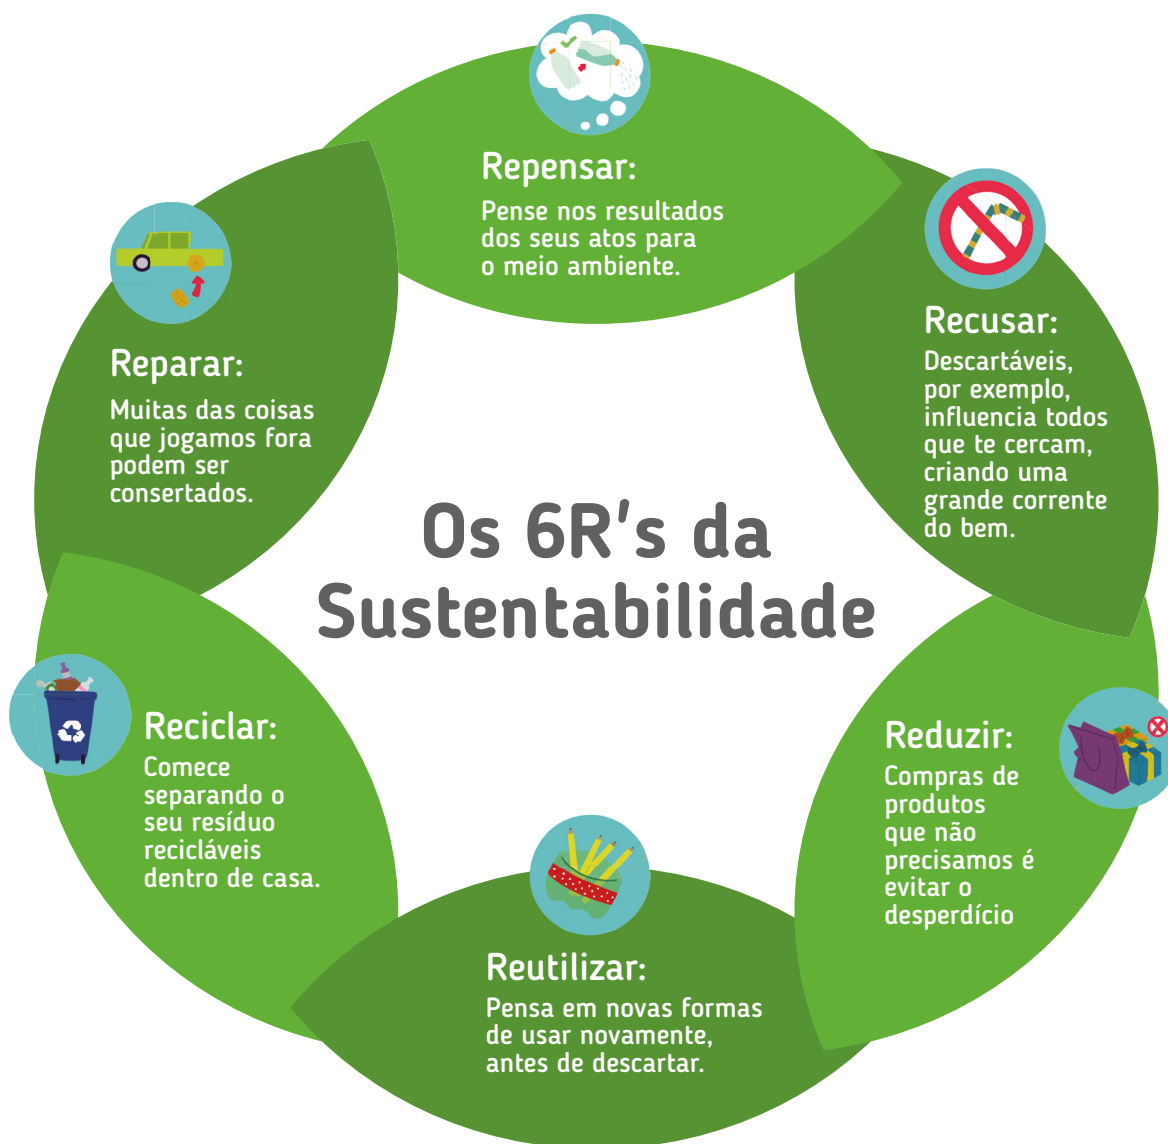 Repensar:
Pense nos resultados
dos seus atos para
o meio ambiente.
Recusar:
Descartáveis,
por exemplo,
influencia todos
que te cercam,
criando uma
grande corrente
do bem.
Reparar:
Muitas das coisas
que jogamos fora
podem ser
consertados.
Os 6R's da
Sustentabilidade
Reciclar:
Comece
separando o
seu resíduo
recicláveis
dentro de casa.
Reduzir:
Compras de
produtos
que não
precisamos é
evitar o
desperdício
Reutilizar:
Pensa em novas formas
de usar novamente,
antes de descartar.